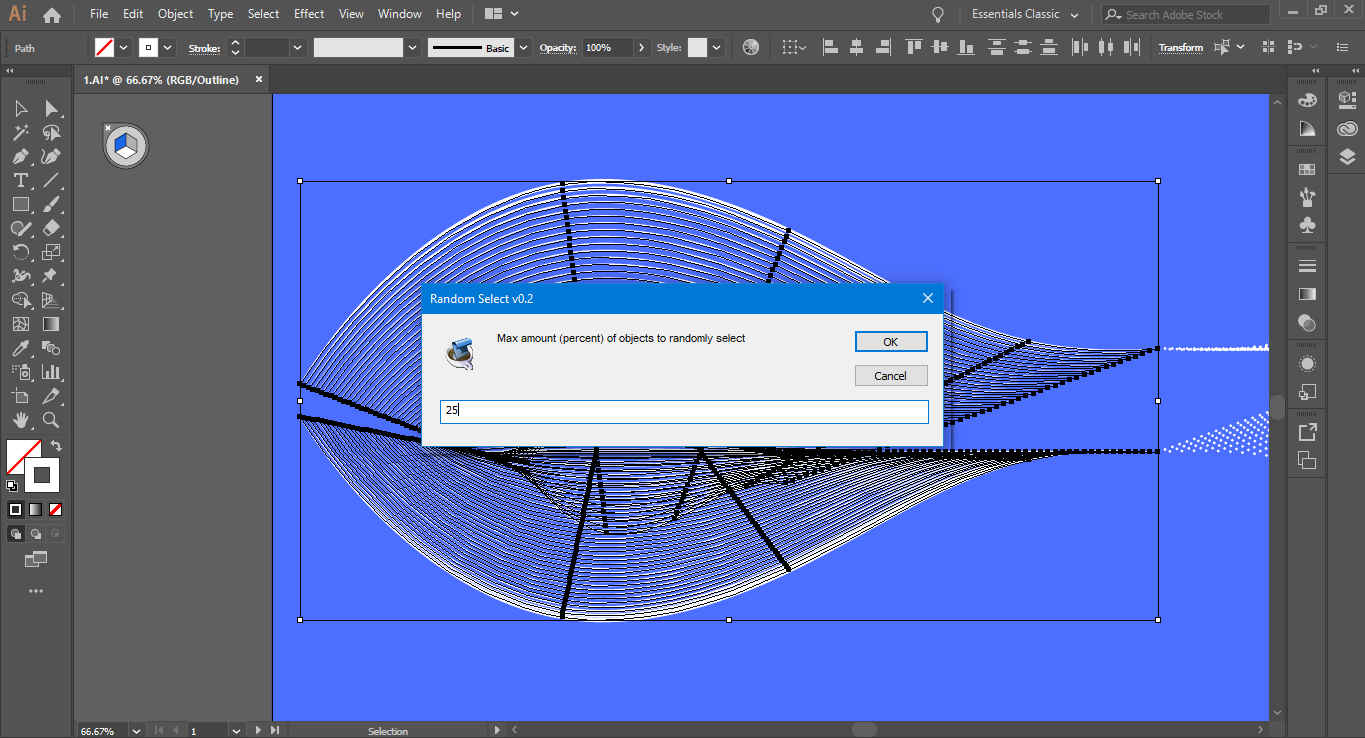 Ai File Edit Object Type Select Effect View Window Help Essentials Classic Search Adobe Stock
Path Stroke: Basic Opacity: 100% Style: Transform
1.AI* @ 66.67% (RGB/Outline)
Random Select v0.2
Max amount (percent) of objects to randomly select
OK
Cancel
25
66.67% 1 Selection